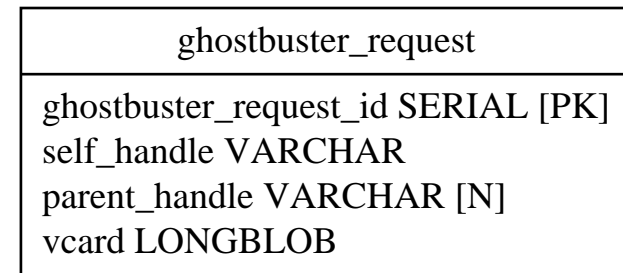 ghostbuster_request
ghostbuster_request_id SERIAL [PK]
self_handle VARCHAR
parent_handle VARCHAR [N]
vcard LONGBLOB